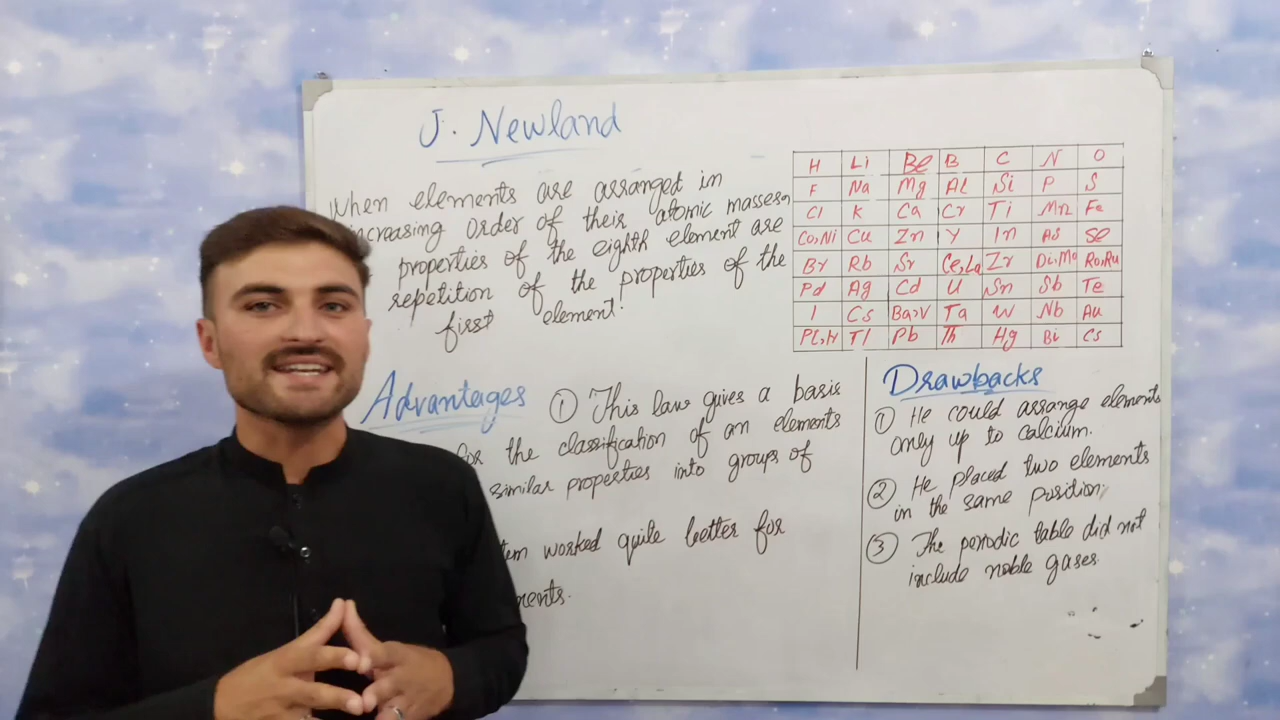 J. Newland
When elements are arranged in
increasing order of their atomic masses,
properties of the eighth element are
repetition of the properties of the
first element.
H Li Be B C N O
F Na Mg Al Si P S
Cl K Ca Cr Ti Mn Fe
Co,Ni Cu Zn Y In As Se
Br Rb Sr Ce,La Zr Di,Mo Ro,Ru
Pd Ag Cd U Sn Sb Te
I Cs Ba,V Ta W Nb Au
Tl Pb Th Hg Bi Cs
Advantages ① This law gives a basis
for the classification of an elements
similar properties into groups of
worked quite better for
Drawbacks
① He could arrange elements
only up to calcium.
② He placed two elements
in the same position,
③ The periodic table did not
include noble gases.